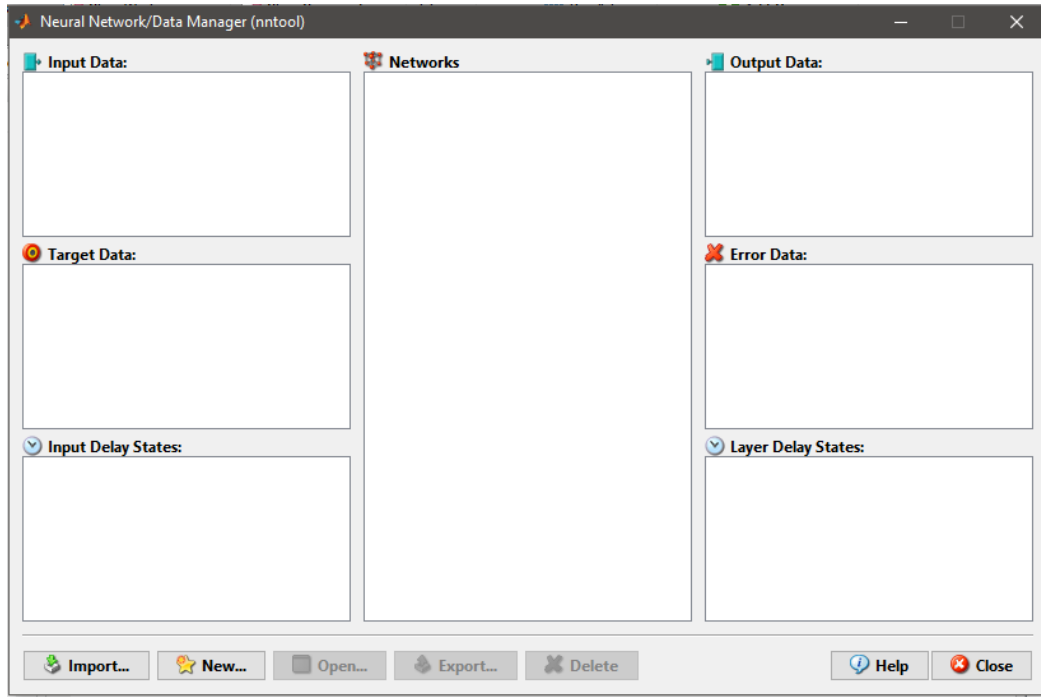 Neural Network/Data Manager (nntool)
Input Data:
Networks
Output Data:
Target Data:
Error Data:
Input Delay States:
Layer Delay States:
Import...
New...
Open...
Export...
Delete
Help
Close